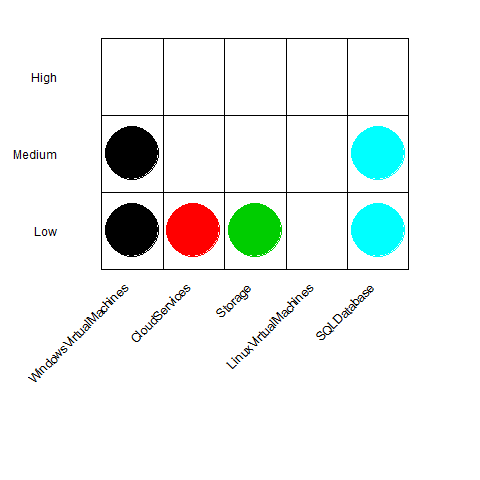 High
Medium
Low
WindowsVirtualMachines
CloudServices
Storage
LinuxVirtualMachines
SQLDatabase